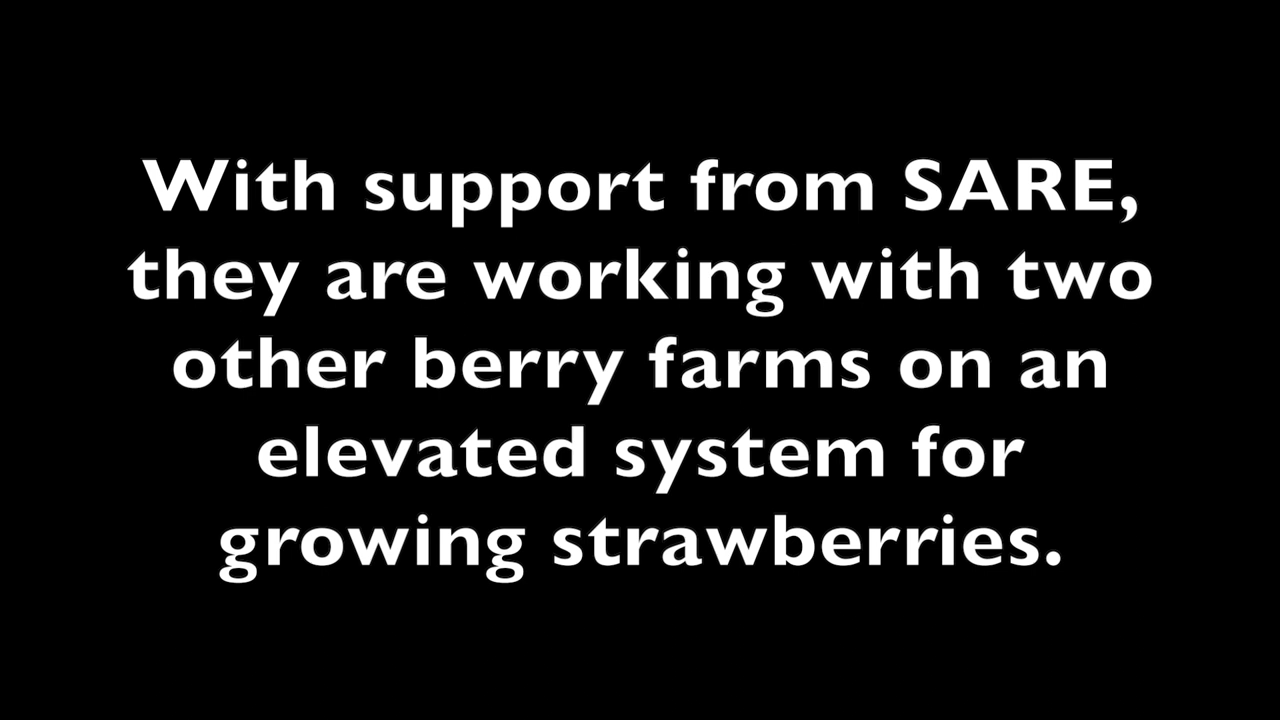 With support from SARE,
they are working with two
other berry farms on an
elevated system for
growing strawberries.